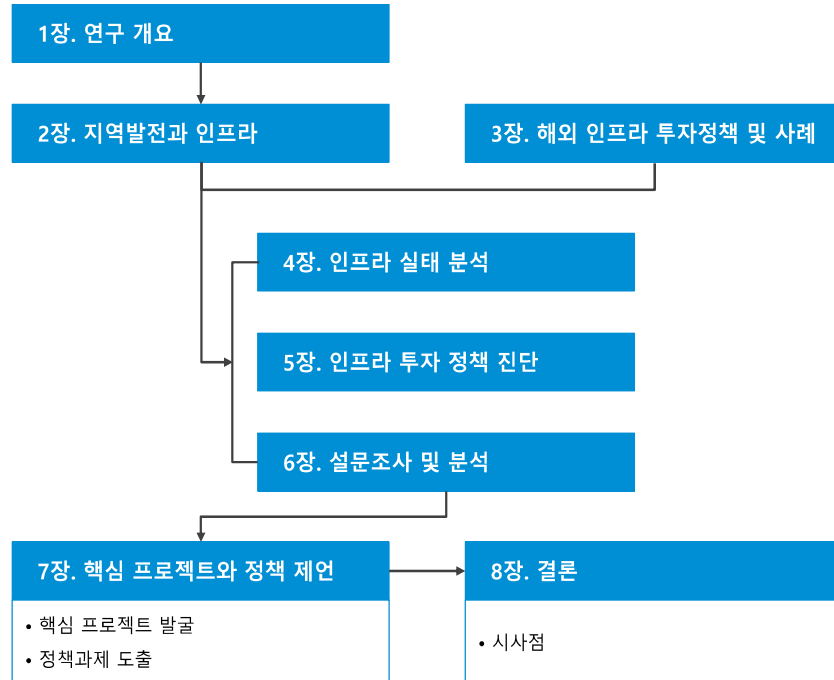 1장. 연구 개요
2장. 지역발전과 인프라
3장. 해외 인프라 투자정책 및 사례
4장. 인프라 실태 분석
5장. 인프라 투자 정책 진단
6장. 설문조사 및 분석
7장. 핵심 프로젝트와 정책 제언
• 핵심 프로젝트 발굴
• 정책과제 도출
8장. 결론
• 시사점